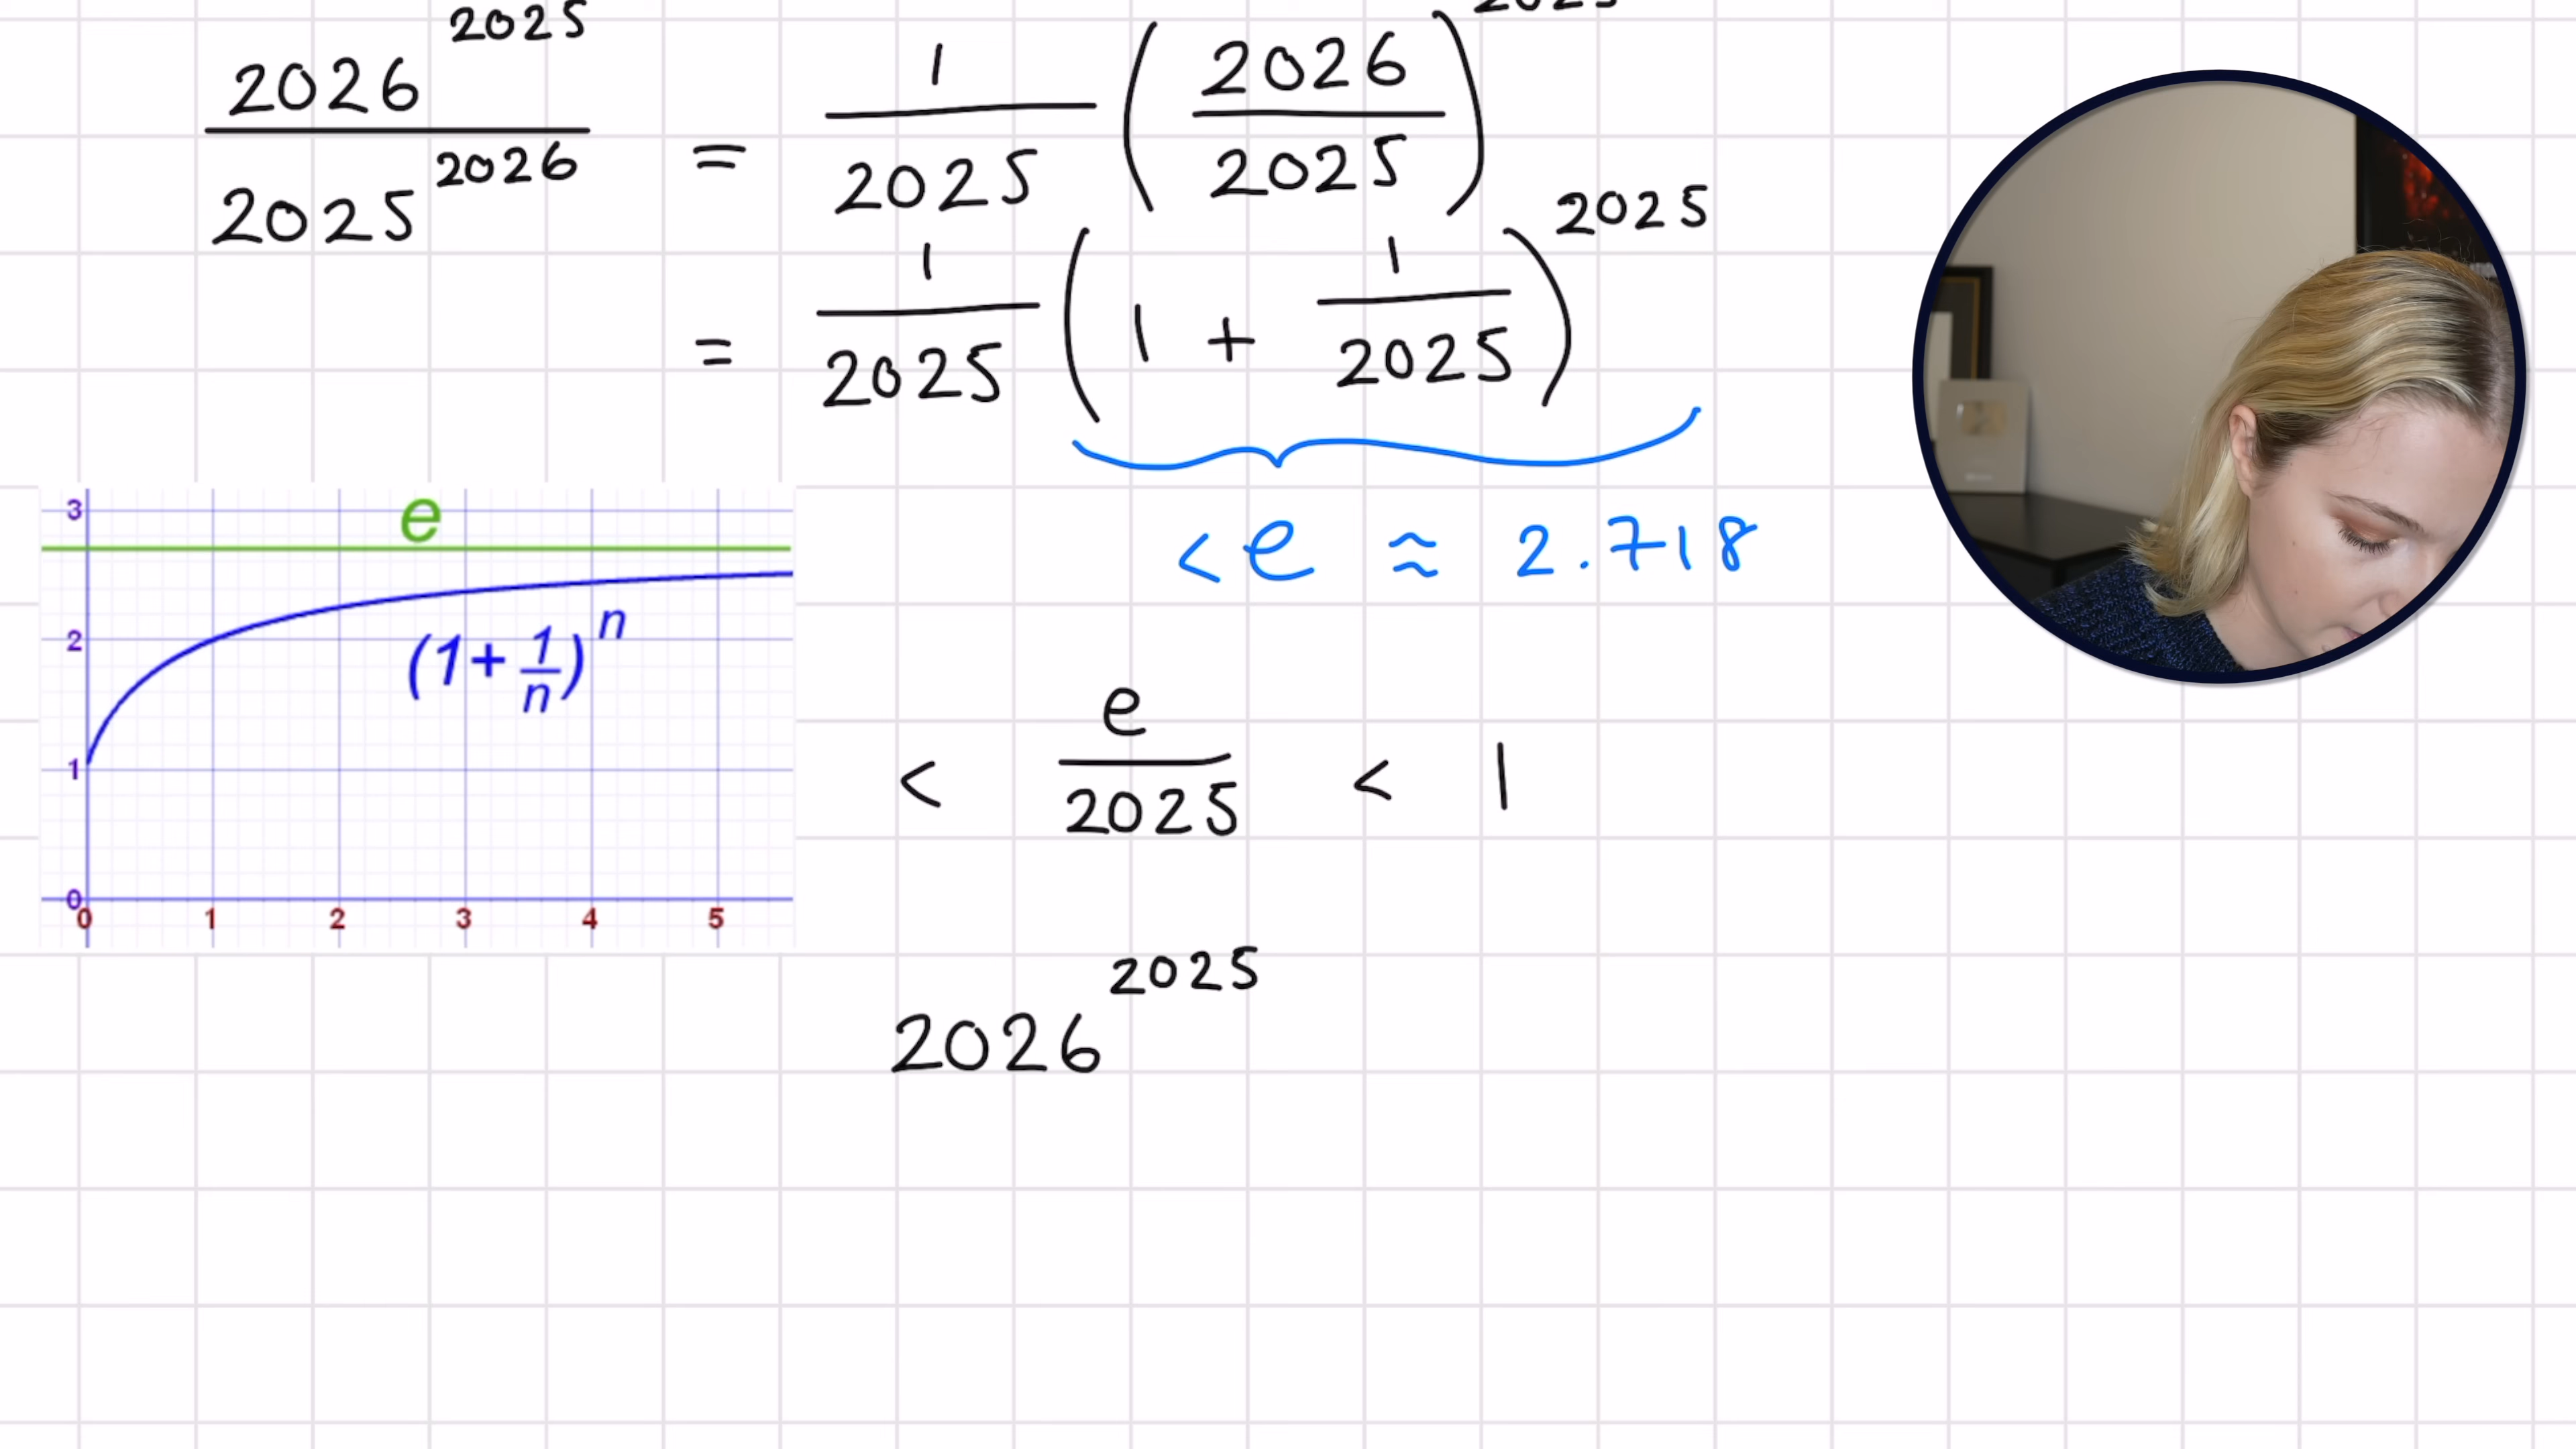 2026^2025 / 2025^2026 = 1/2025 (2026/2025)^2025
= 1/2025 (1 + 1/2025)^2025
< e ≈ 2.718
3
e
2
(1+1/n)^n
1
0
0 1 2 3 4 5
< e/2025 < 1
2026^2025